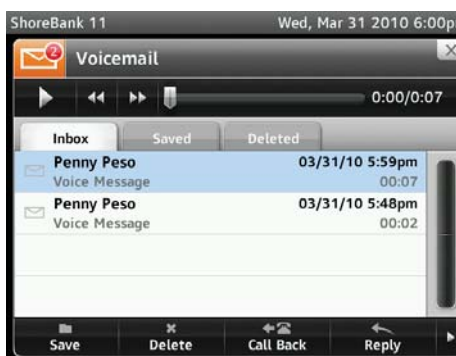 ShoreBank 11 Wed, Mar 31 2010 6:00p
2 Voicemail
0:00/0:07
Inbox Saved Deleted
Penny Peso 03/31/10 5:59pm
Voice Message 00:07
Penny Peso 03/31/10 5:48pm
Voice Message 00:02
Save Delete Call Back Reply